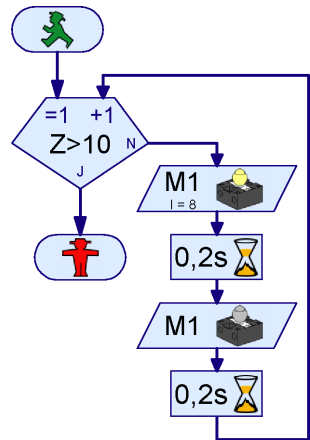 =1 +1
Z>10
N
J
M1
I = 8
0,2s
M1
0,2s